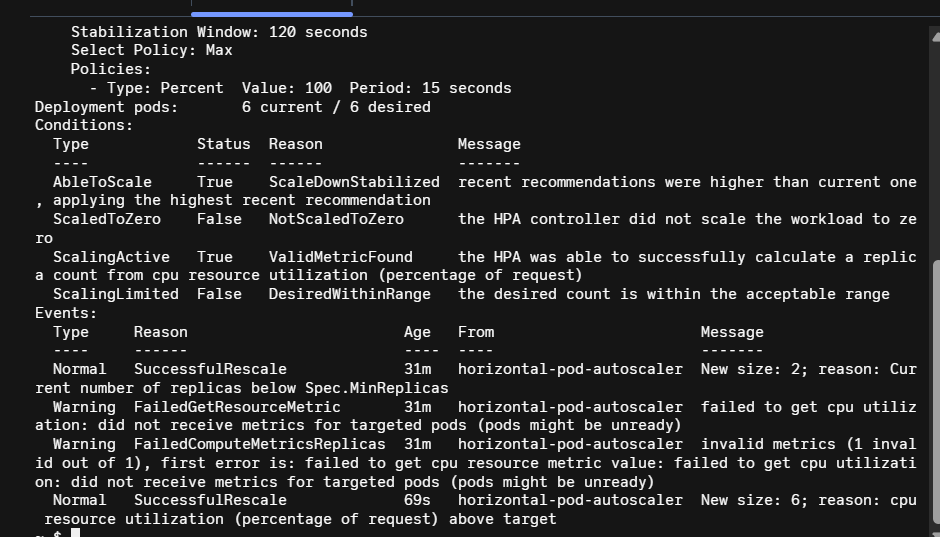 Stabilization Window: 120 seconds
    Select Policy: Max
    Policies:
      - Type: Percent  Value: 100  Period: 15 seconds
Deployment pods:       6 current / 6 desired
Conditions:
  Type            Status  Reason               Message
  ----            ------  ------               -------
  AbleToScale     True    ScaleDownStabilized  recent recommendations were higher than current one
, applying the highest recent recommendation
  ScaledToZero    False   NotScaledToZero      the HPA controller did not scale the workload to ze
ro
  ScalingActive   True    ValidMetricFound     the HPA was able to successfully calculate a replic
a count from cpu resource utilization (percentage of request)
  ScalingLimited  False   DesiredWithinRange   the desired count is within the acceptable range
Events:
  Type     Reason                        Age   From                       Message
  ----     ------                        ----  ----                       -------
  Normal   SuccessfulRescale             31m   horizontal-pod-autoscaler  New size: 2; reason: Cur
rent number of replicas below Spec.MinReplicas
  Warning  FailedGetResourceMetric       31m   horizontal-pod-autoscaler  failed to get cpu utiliz
ation: did not receive metrics for targeted pods (pods might be unready)
  Warning  FailedComputeMetricsReplicas  31m   horizontal-pod-autoscaler  invalid metrics (1 inval
id out of 1), first error is: failed to get cpu resource metric value: failed to get cpu utilizati
on: did not receive metrics for targeted pods (pods might be unready)
  Normal   SuccessfulRescale             69s   horizontal-pod-autoscaler  New size: 6; reason: cpu
 resource utilization (percentage of request) above target
~ $